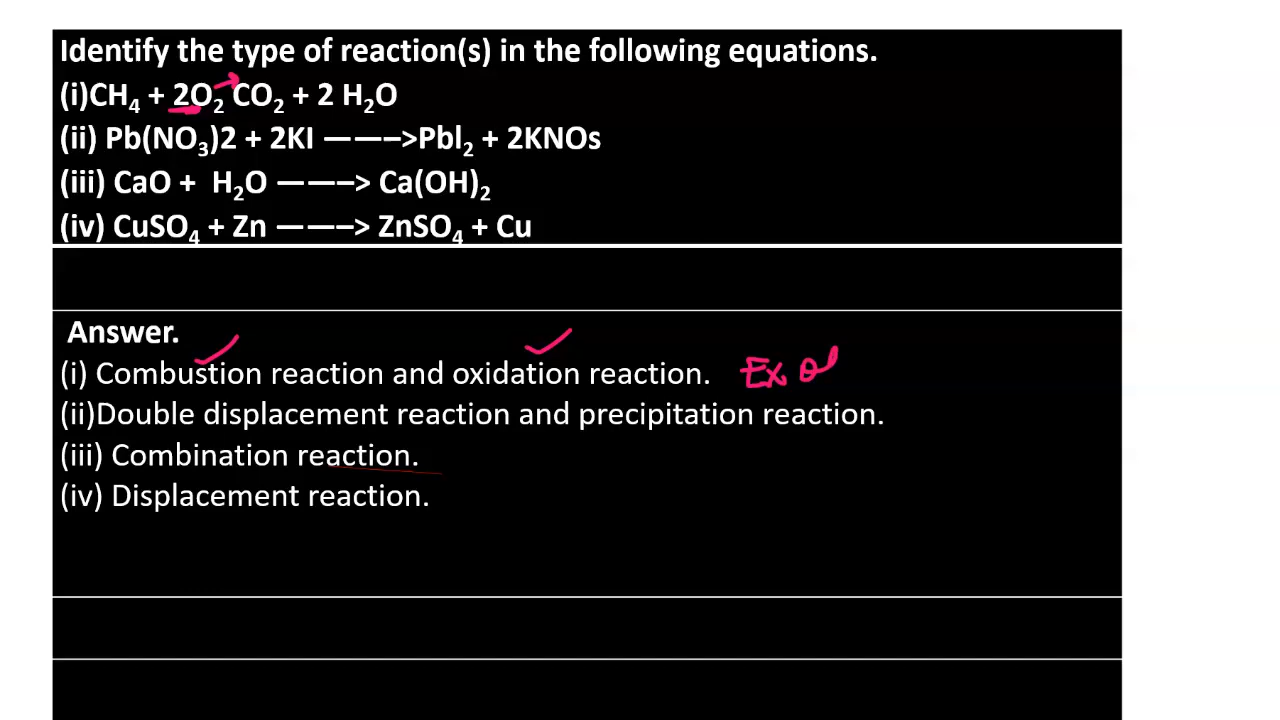 Identify the type of reaction(s) in the following equations.
(i)CH₄ + 2O₂ → CO₂ + 2 H₂O
(ii) Pb(NO₃)2 + 2KI ———–>Pbl₂ + 2KNOs
(iii) CaO + H₂O ———–> Ca(OH)₂
(iv) CuSO₄ + Zn ———–> ZnSO₄ + Cu
Answer.
(i) Combustion reaction and oxidation reaction. Ex
(ii)Double displacement reaction and precipitation reaction.
(iii) Combination reaction.
(iv) Displacement reaction.